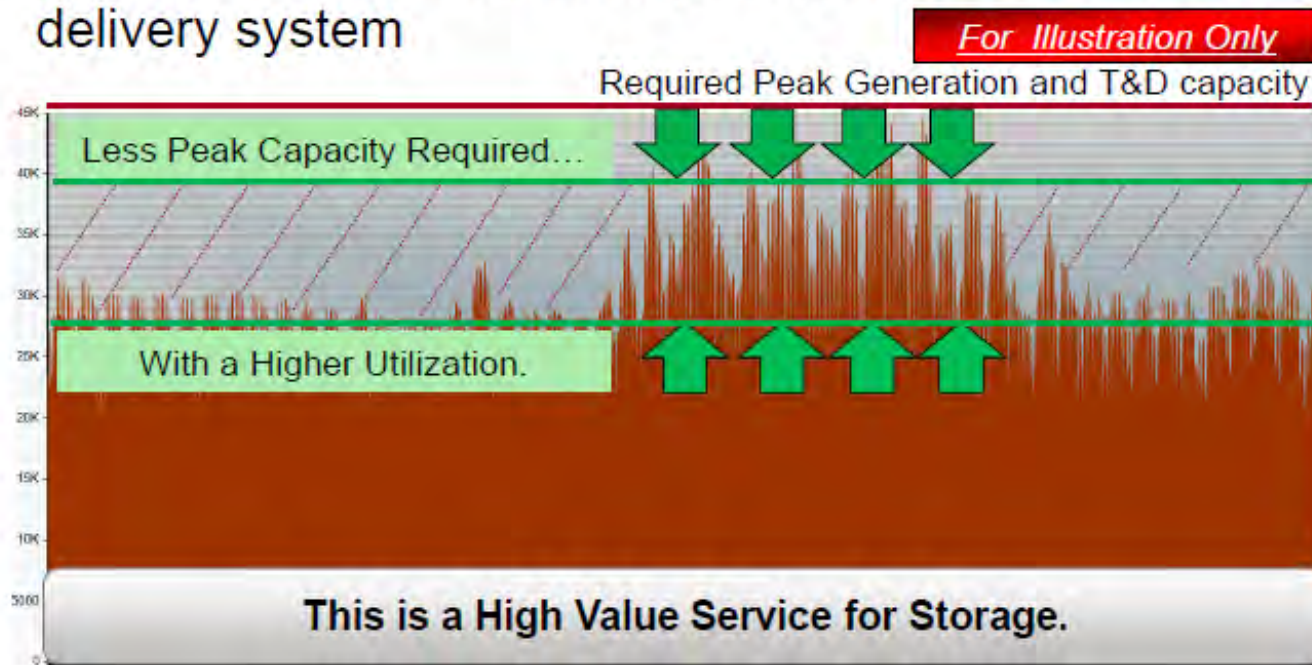 delivery system
For Illustration Only
Required Peak Generation and T&D capacity
45K
Less Peak Capacity Required…
40K
35K
30K
25K
With a Higher Utilization.
20K
15K
10K
5000
This is a High Value Service for Storage.
0